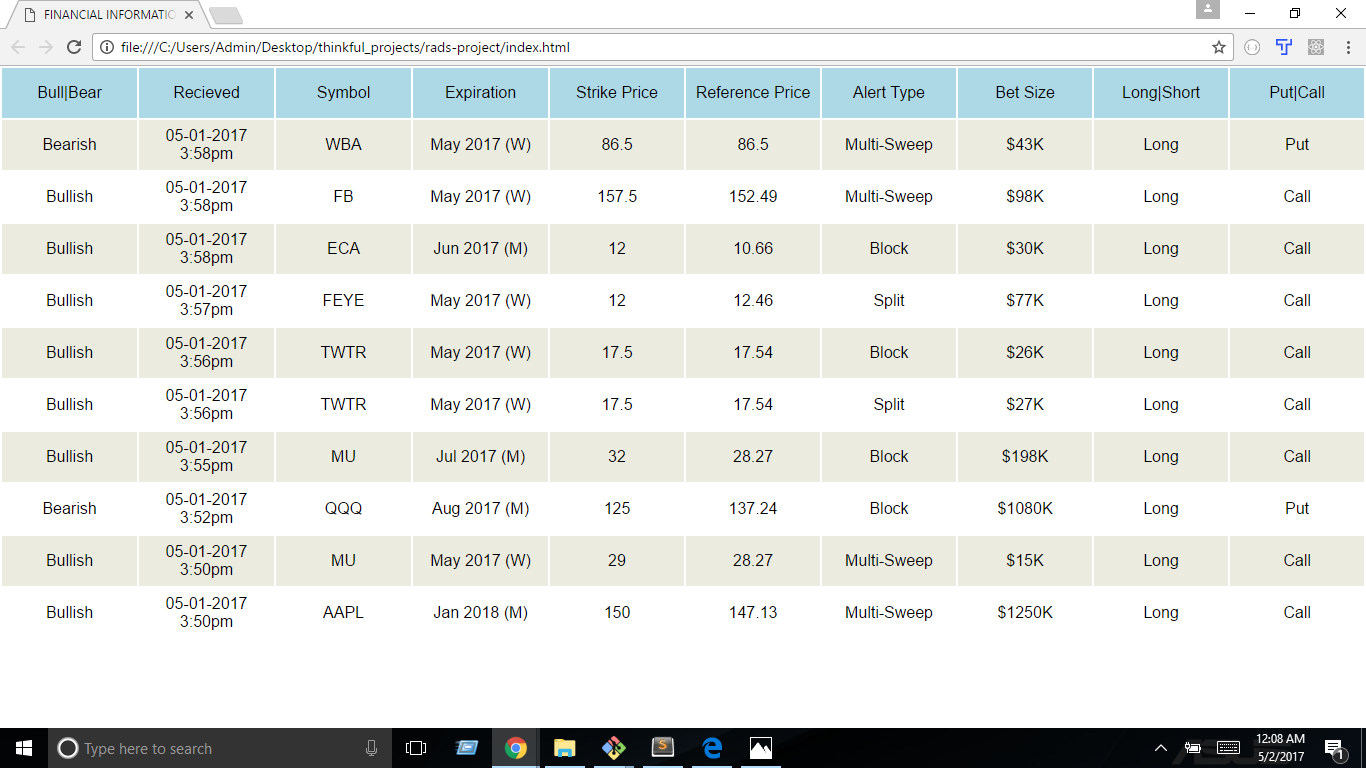 FINANCIAL INFORMATIO
file:///C:/Users/Admin/Desktop/thinkful_projects/rads-project/index.html
Bull|Bear Recieved Symbol Expiration Strike Price Reference Price Alert Type Bet Size Long|Short Put|Call
Bearish 05-01-2017 3:58pm WBA May 2017 (W) 86.5 86.5 Multi-Sweep $43K Long Put
Bullish 05-01-2017 3:58pm FB May 2017 (W) 157.5 152.49 Multi-Sweep $98K Long Call
Bullish 05-01-2017 3:58pm ECA Jun 2017 (M) 12 10.66 Block $30K Long Call
Bullish 05-01-2017 3:57pm FEYE May 2017 (W) 12 12.46 Split $77K Long Call
Bullish 05-01-2017 3:56pm TWTR May 2017 (W) 17.5 17.54 Block $26K Long Call
Bullish 05-01-2017 3:56pm TWTR May 2017 (W) 17.5 17.54 Split $27K Long Call
Bullish 05-01-2017 3:55pm MU Jul 2017 (M) 32 28.27 Block $198K Long Call
Bearish 05-01-2017 3:52pm QQQ Aug 2017 (M) 125 137.24 Block $1080K Long Put
Bullish 05-01-2017 3:50pm MU May 2017 (W) 29 28.27 Multi-Sweep $15K Long Call
Bullish 05-01-2017 3:50pm AAPL Jan 2018 (M) 150 147.13 Multi-Sweep $1250K Long Call
Type here to search
12:08 AM
5/2/2017
1